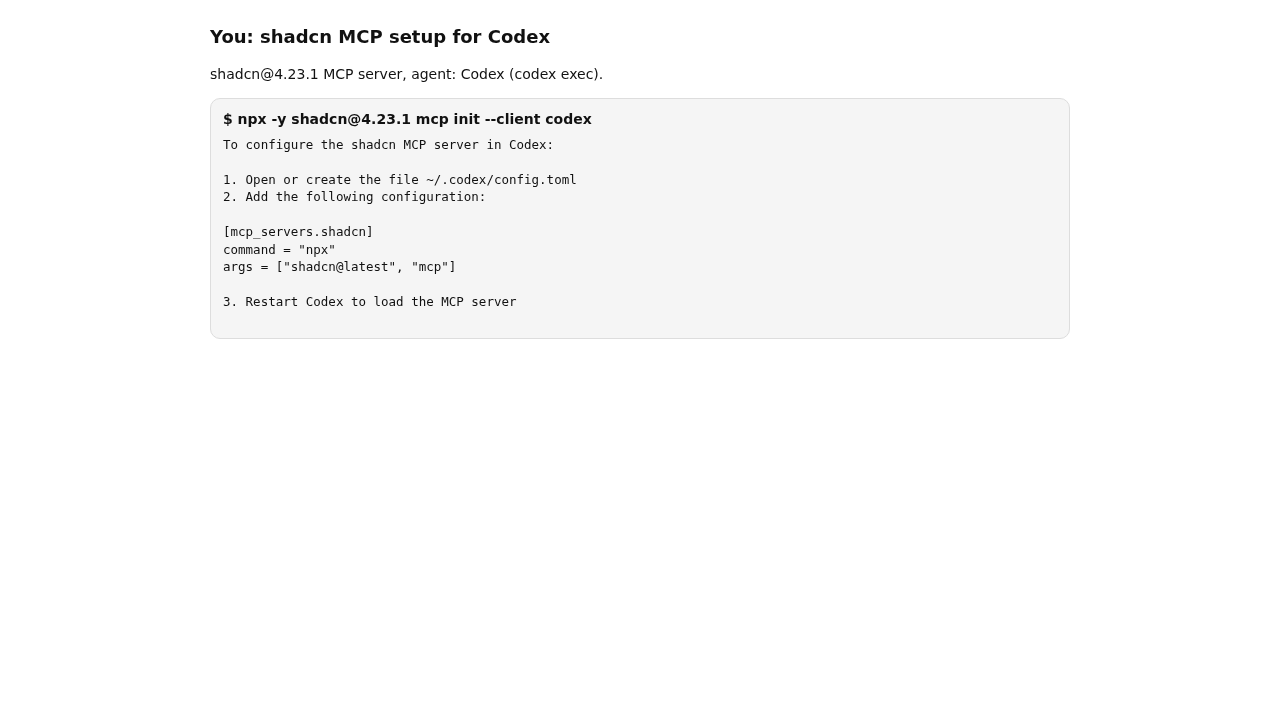 You: shadcn MCP setup for Codex
shadcn@4.23.1 MCP server, agent: Codex (codex exec).
$ npx -y shadcn@4.23.1 mcp init --client codex
To configure the shadcn MCP server in Codex:
1. Open or create the file ~/.codex/config.toml
2. Add the following configuration:
[mcp_servers.shadcn]
command = "npx"
args = ["shadcn@latest", "mcp"]
3. Restart Codex to load the MCP server